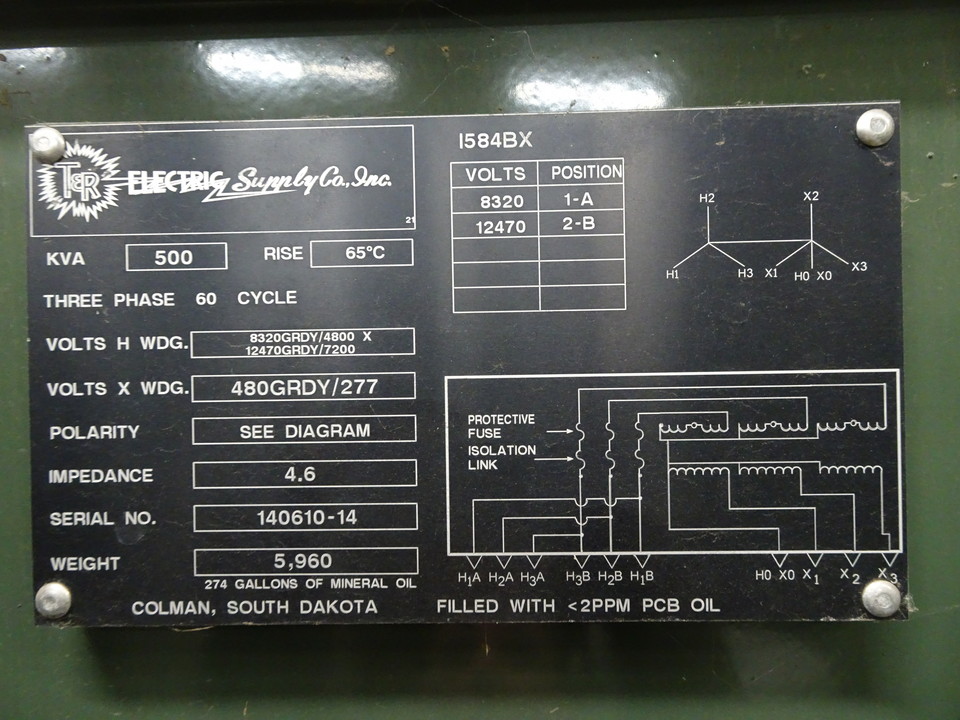 T&R ELECTRIC Supply Co., Inc.
21
KVA 500 RISE 65°C
THREE PHASE 60 CYCLE
VOLTS H WDG. 8320GRDY/4800 X
12470GRDY/7200
VOLTS X WDG. 480GRDY/277
POLARITY SEE DIAGRAM
IMPEDANCE 4.6
SERIAL NO. 140610-14
WEIGHT 5,960
274 GALLONS OF MINERAL OIL
COLMAN, SOUTH DAKOTA
1584BX
VOLTS POSITION
8320 1-A
12470 2-B
H2 X2
H1 H3 X1 H0 X0 X3
PROTECTIVE
FUSE
ISOLATION
LINK
H1A H2A H3A H3B H2B H1B H0 X0 X1 X2 X3
FILLED WITH <2PPM PCB OIL